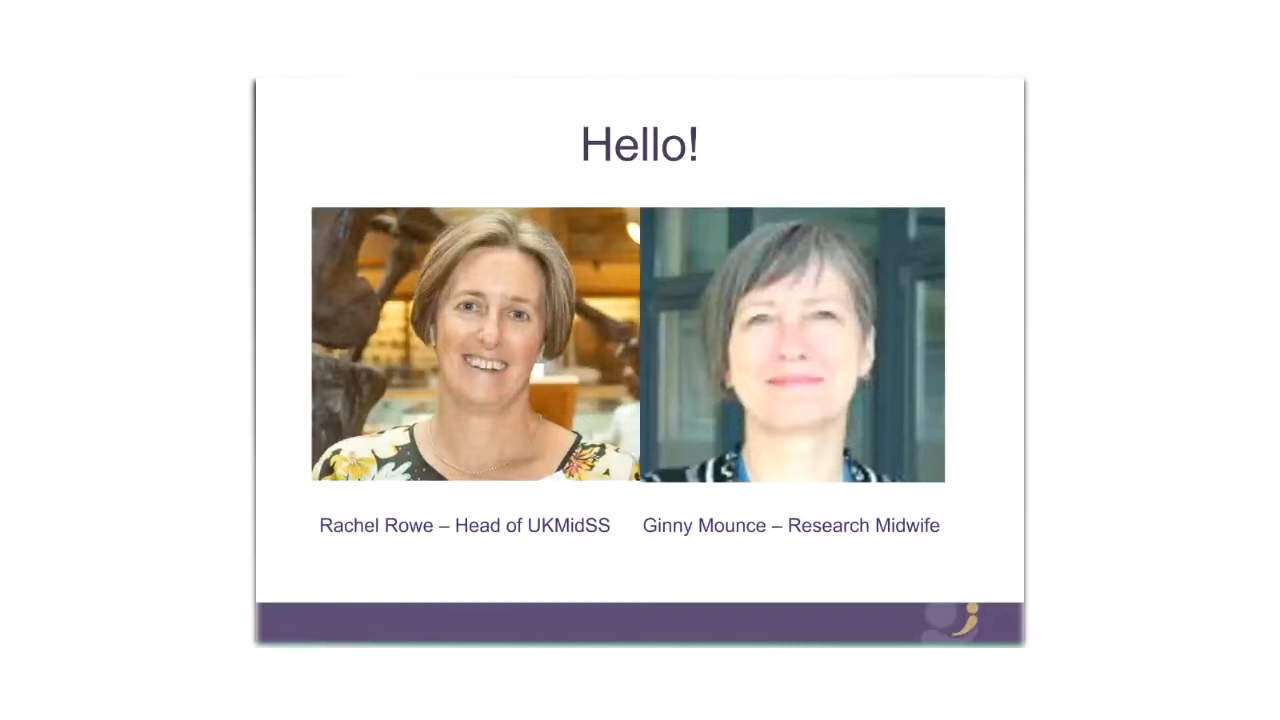 Hello!
Rachel Rowe – Head of UKMidSS
Ginny Mounce – Research Midwife